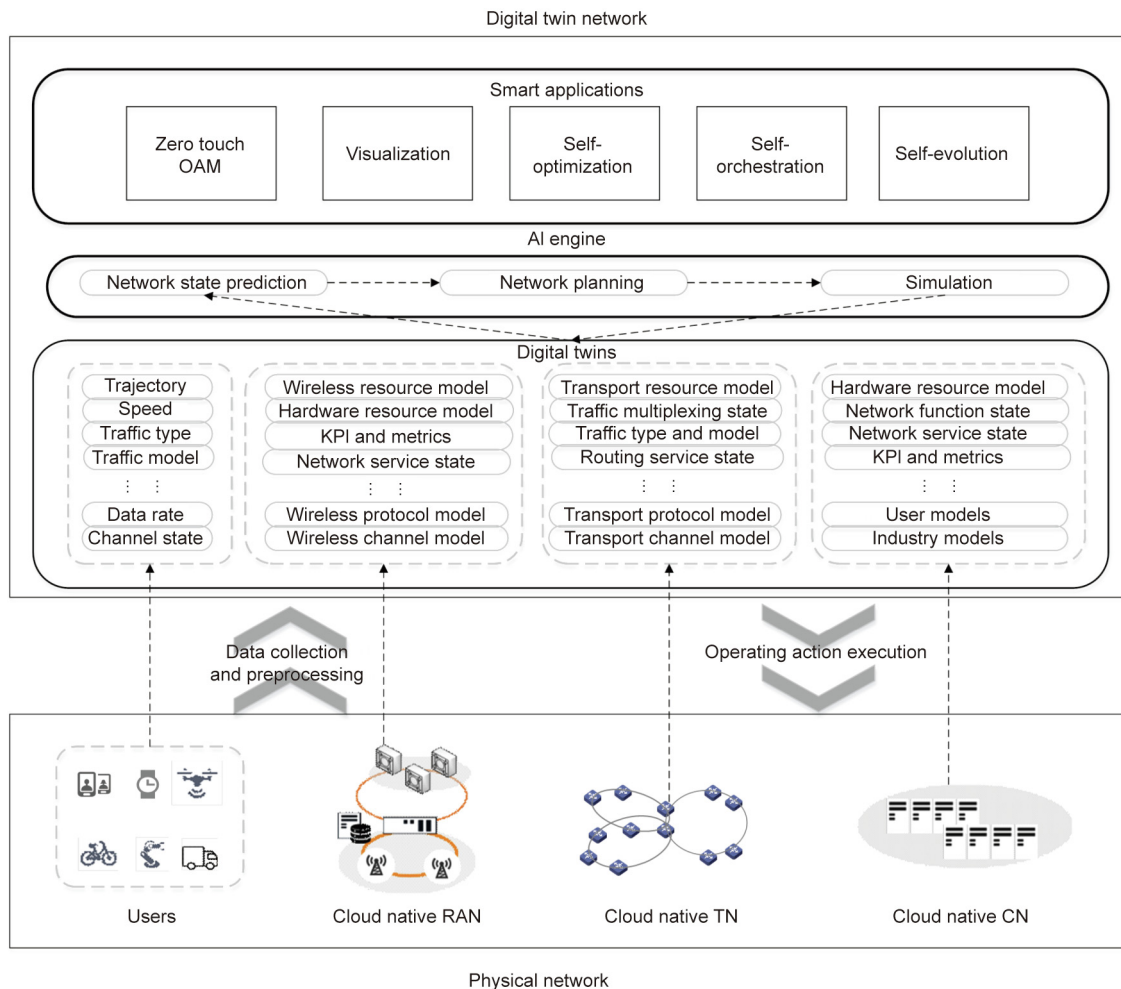 Digital twin network
Smart applications
Zero touch
OAM
Visualization
Self-
optimization
Self-
orchestration
Self-evolution
AI engine
Network state prediction
Network planning
Simulation
Digital twins
Trajectory
Speed
Traffic type
Traffic model
Data rate
Channel state
Wireless resource model
Hardware resource model
KPI and metrics
Network service state
Wireless protocol model
Wireless channel model
Transport resource model
Traffic multiplexing state
Traffic type and model
Routing service state
Transport protocol model
Transport channel model
Hardware resource model
Network function state
Network service state
KPI and metrics
User models
Industry models
Data collection
and preprocessing
Operating action execution
Users
Cloud native RAN
Cloud native TN
Cloud native CN
Physical network